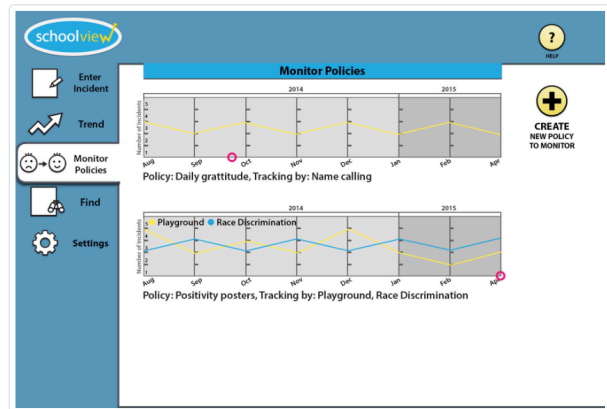 schoolview
?
HELP
Enter
Incident
Trend
Monitor
Policies
Find
Settings
Monitor Policies
2014 2015
Number of Incidents
5
4
3
2
1
Aug Sep Oct Nov Dec Jan Feb Apr
Policy: Daily grattitude, Tracking by: Name calling
2014 2015
Playground Race Discrimination
Number of Incidents
5
4
3
2
1
Aug Sep Oct Nov Dec Jan Feb Apr
Policy: Positivity posters, Tracking by: Playground, Race Discrimination
CREATE
NEW POLICY
TO MONITOR